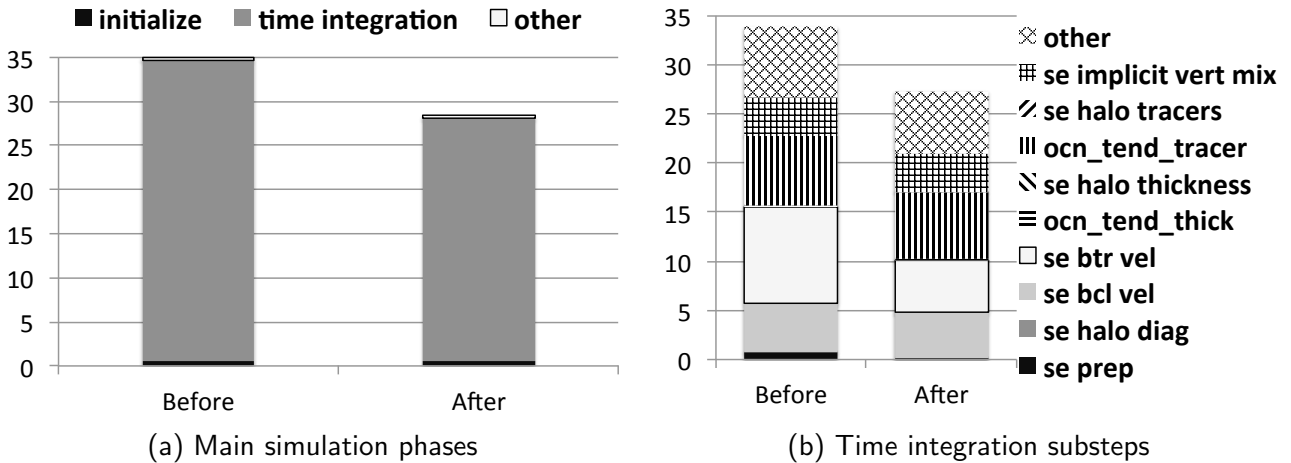 initialize time integration other
35
30
25
20
15
10
5
0
Before After
(a) Main simulation phases
35
30
25
20
15
10
5
0
Before After
other
se implicit vert mix
se halo tracers
ocn_tend_tracer
se halo thickness
ocn_tend_thick
se btr vel
se bcl vel
se halo diag
se prep
(b) Time integration substeps